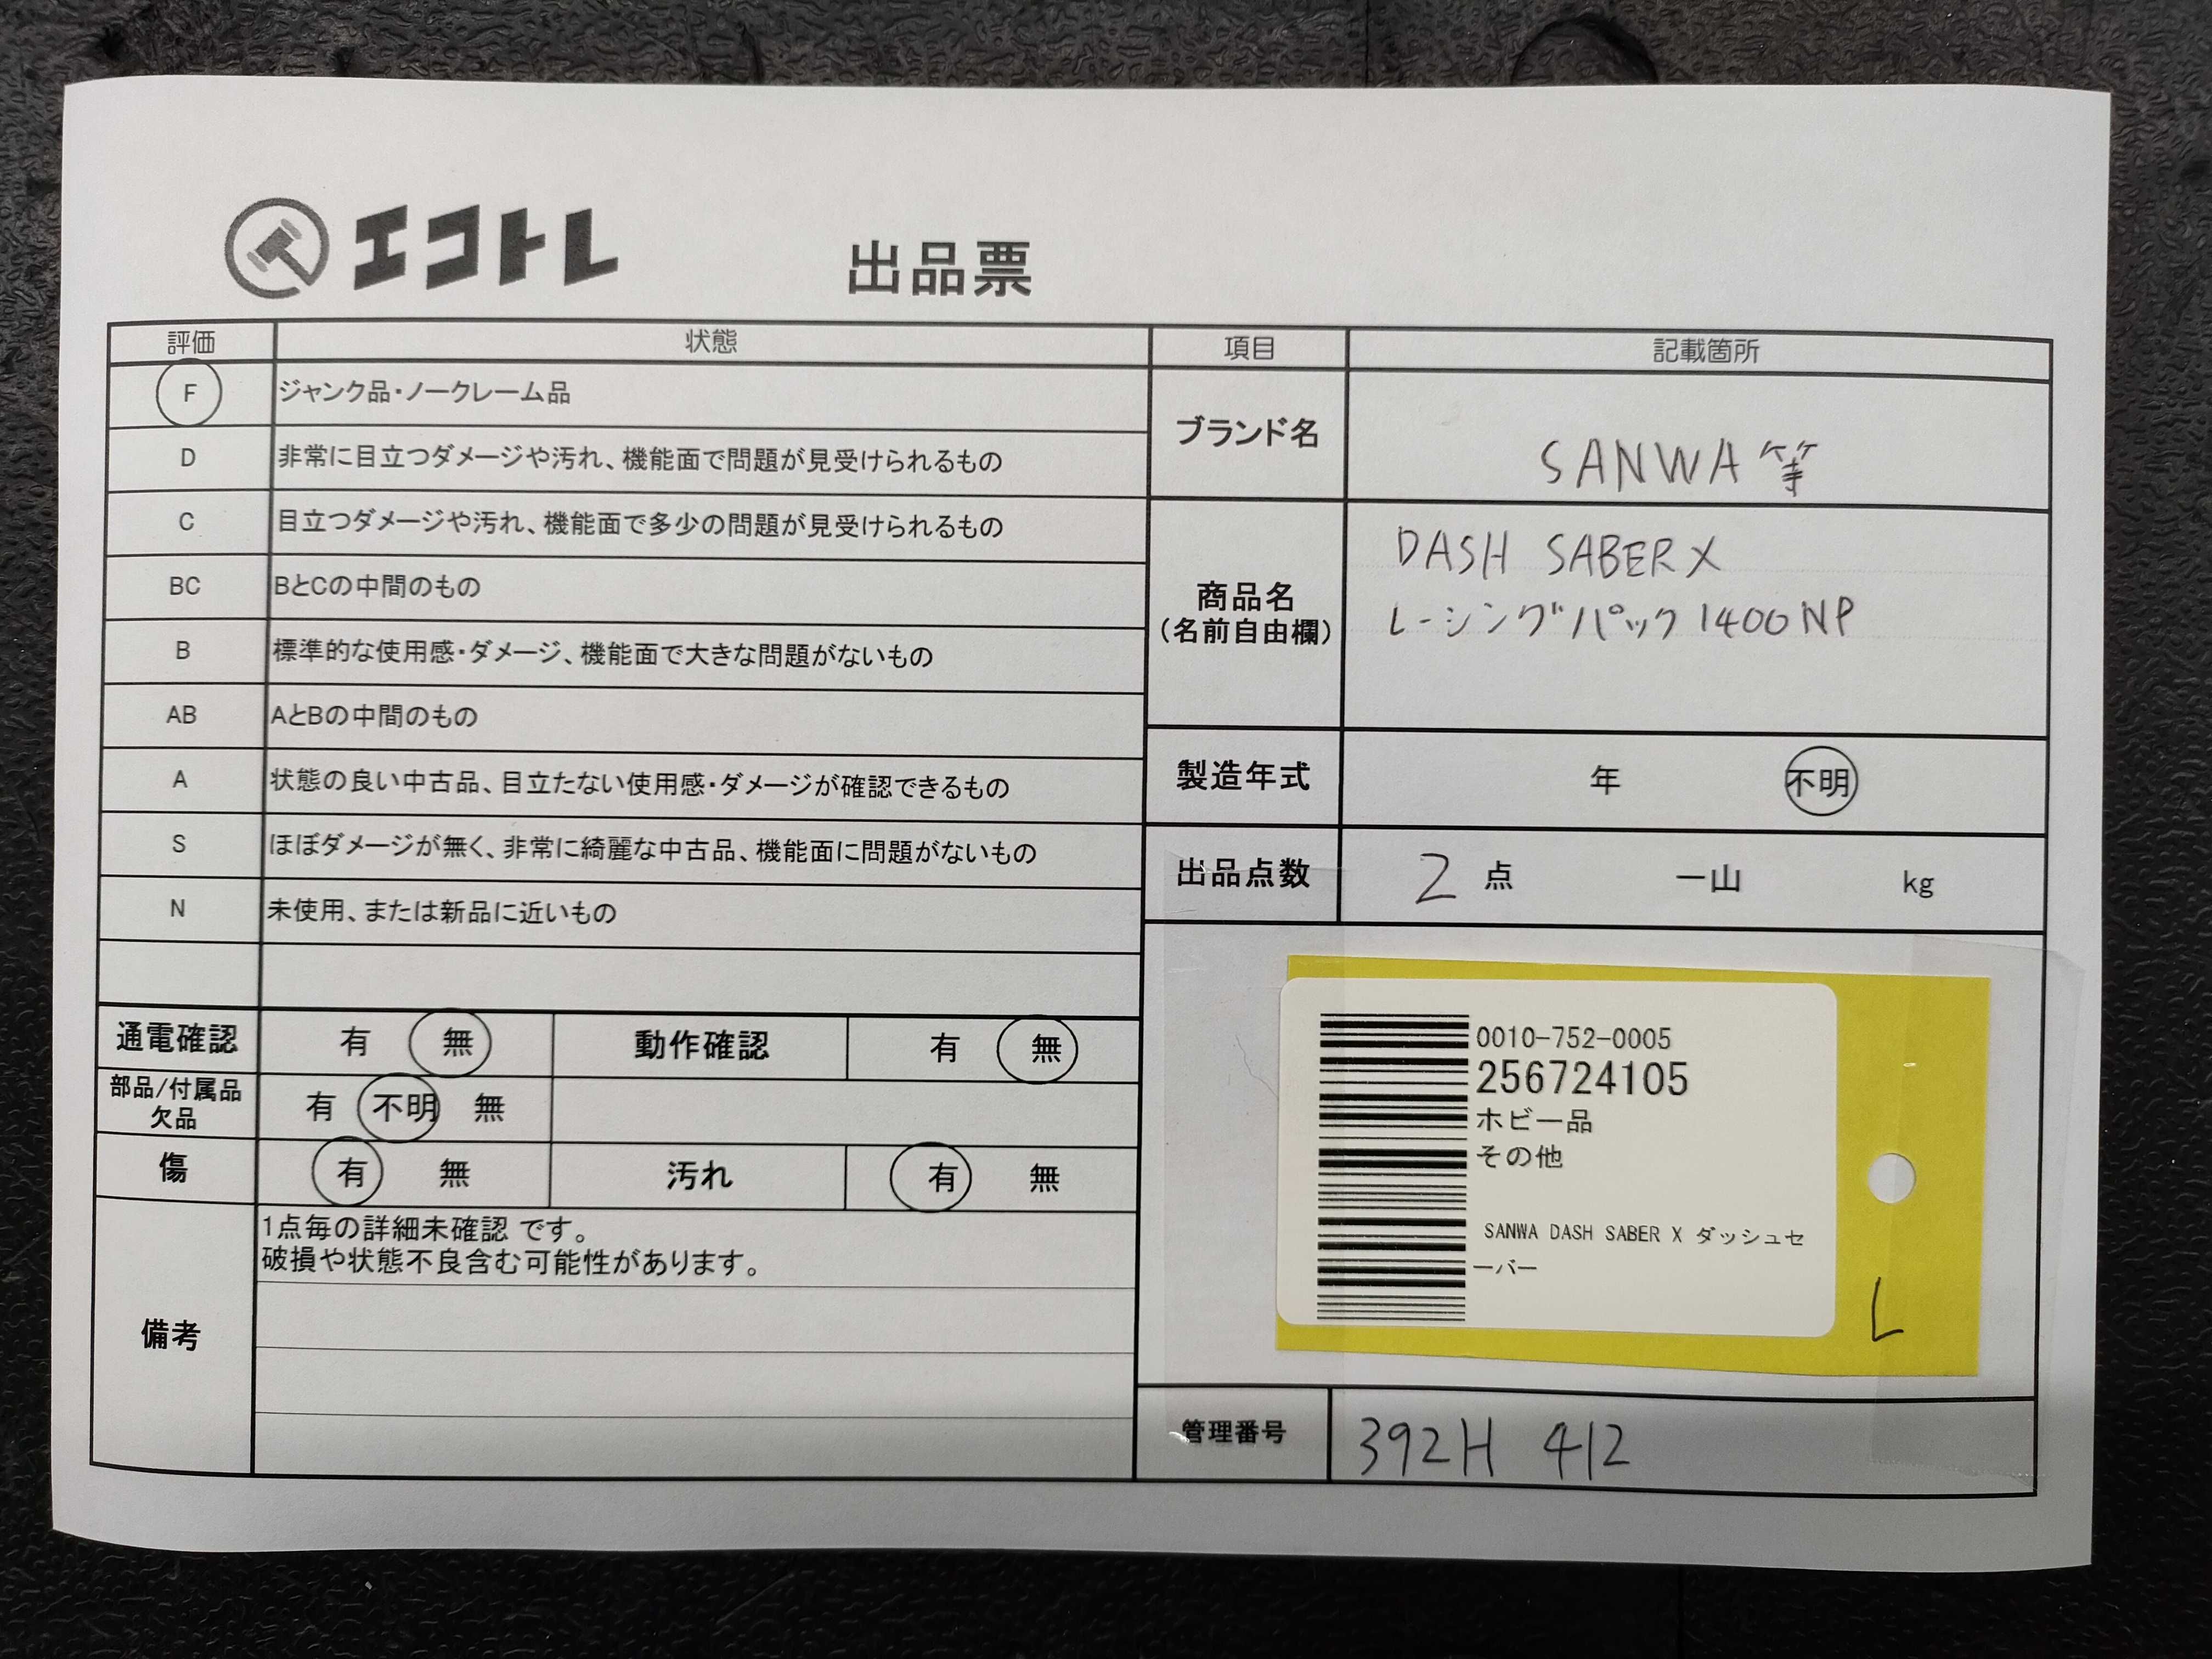 エコトレ
出品票
評価 状態
F ジャンク品・ノークレーム品
D 非常に目立つダメージや汚れ、機能面で問題が見受けられるもの
C 目立つダメージや汚れ、機能面で多少の問題が見受けられるもの
BC BとCの中間のもの
B 標準的な使用感・ダメージ、機能面で大きな問題がないもの
AB AとBの中間のもの
A 状態の良い中古品、目立たない使用感・ダメージが確認できるもの
S ほぼダメージが無く、非常に綺麗な中古品、機能面に問題がないもの
N 未使用、または新品に近いもの
通電確認 有 無 動作確認 有 無
部品/付属品
欠品 有 不明 無
傷 有 無 汚れ 有 無
備考
1点毎の詳細未確認 です。
破損や状態不良含む可能性があります。
項目 記載箇所
ブランド名 SANWA 等
商品名
(名前自由欄)
DASH SABER X
レーシングパック 1400 NP
製造年式 年 不明
出品点数 2 点 一山 kg
0010-752-0005
256724105
ホビー品
その他
SANWA DASH SABER X ダッシュセ
ーバー
L
管理番号 392H 412